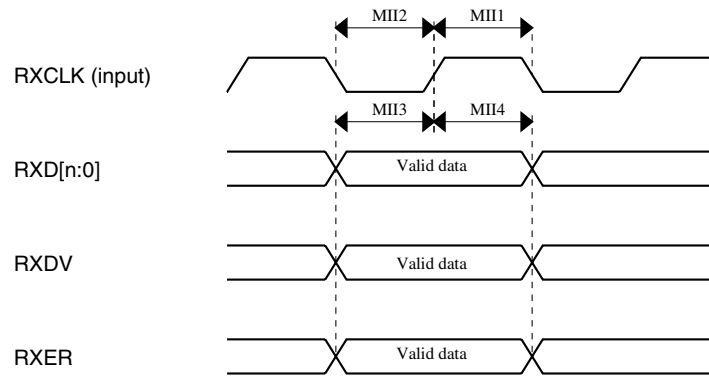 MII2 MII1
RXCLK (input)
MII3 MII4
RXD[n:0] Valid data
RXDV Valid data
RXER Valid data